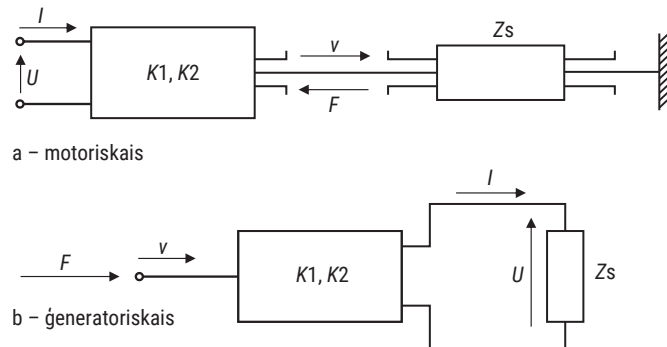 I
U
K1, K2
v
F
Zs
a – motoriskais
I
F
v
K1, K2
U
Zs
b – ģeneratoriskais